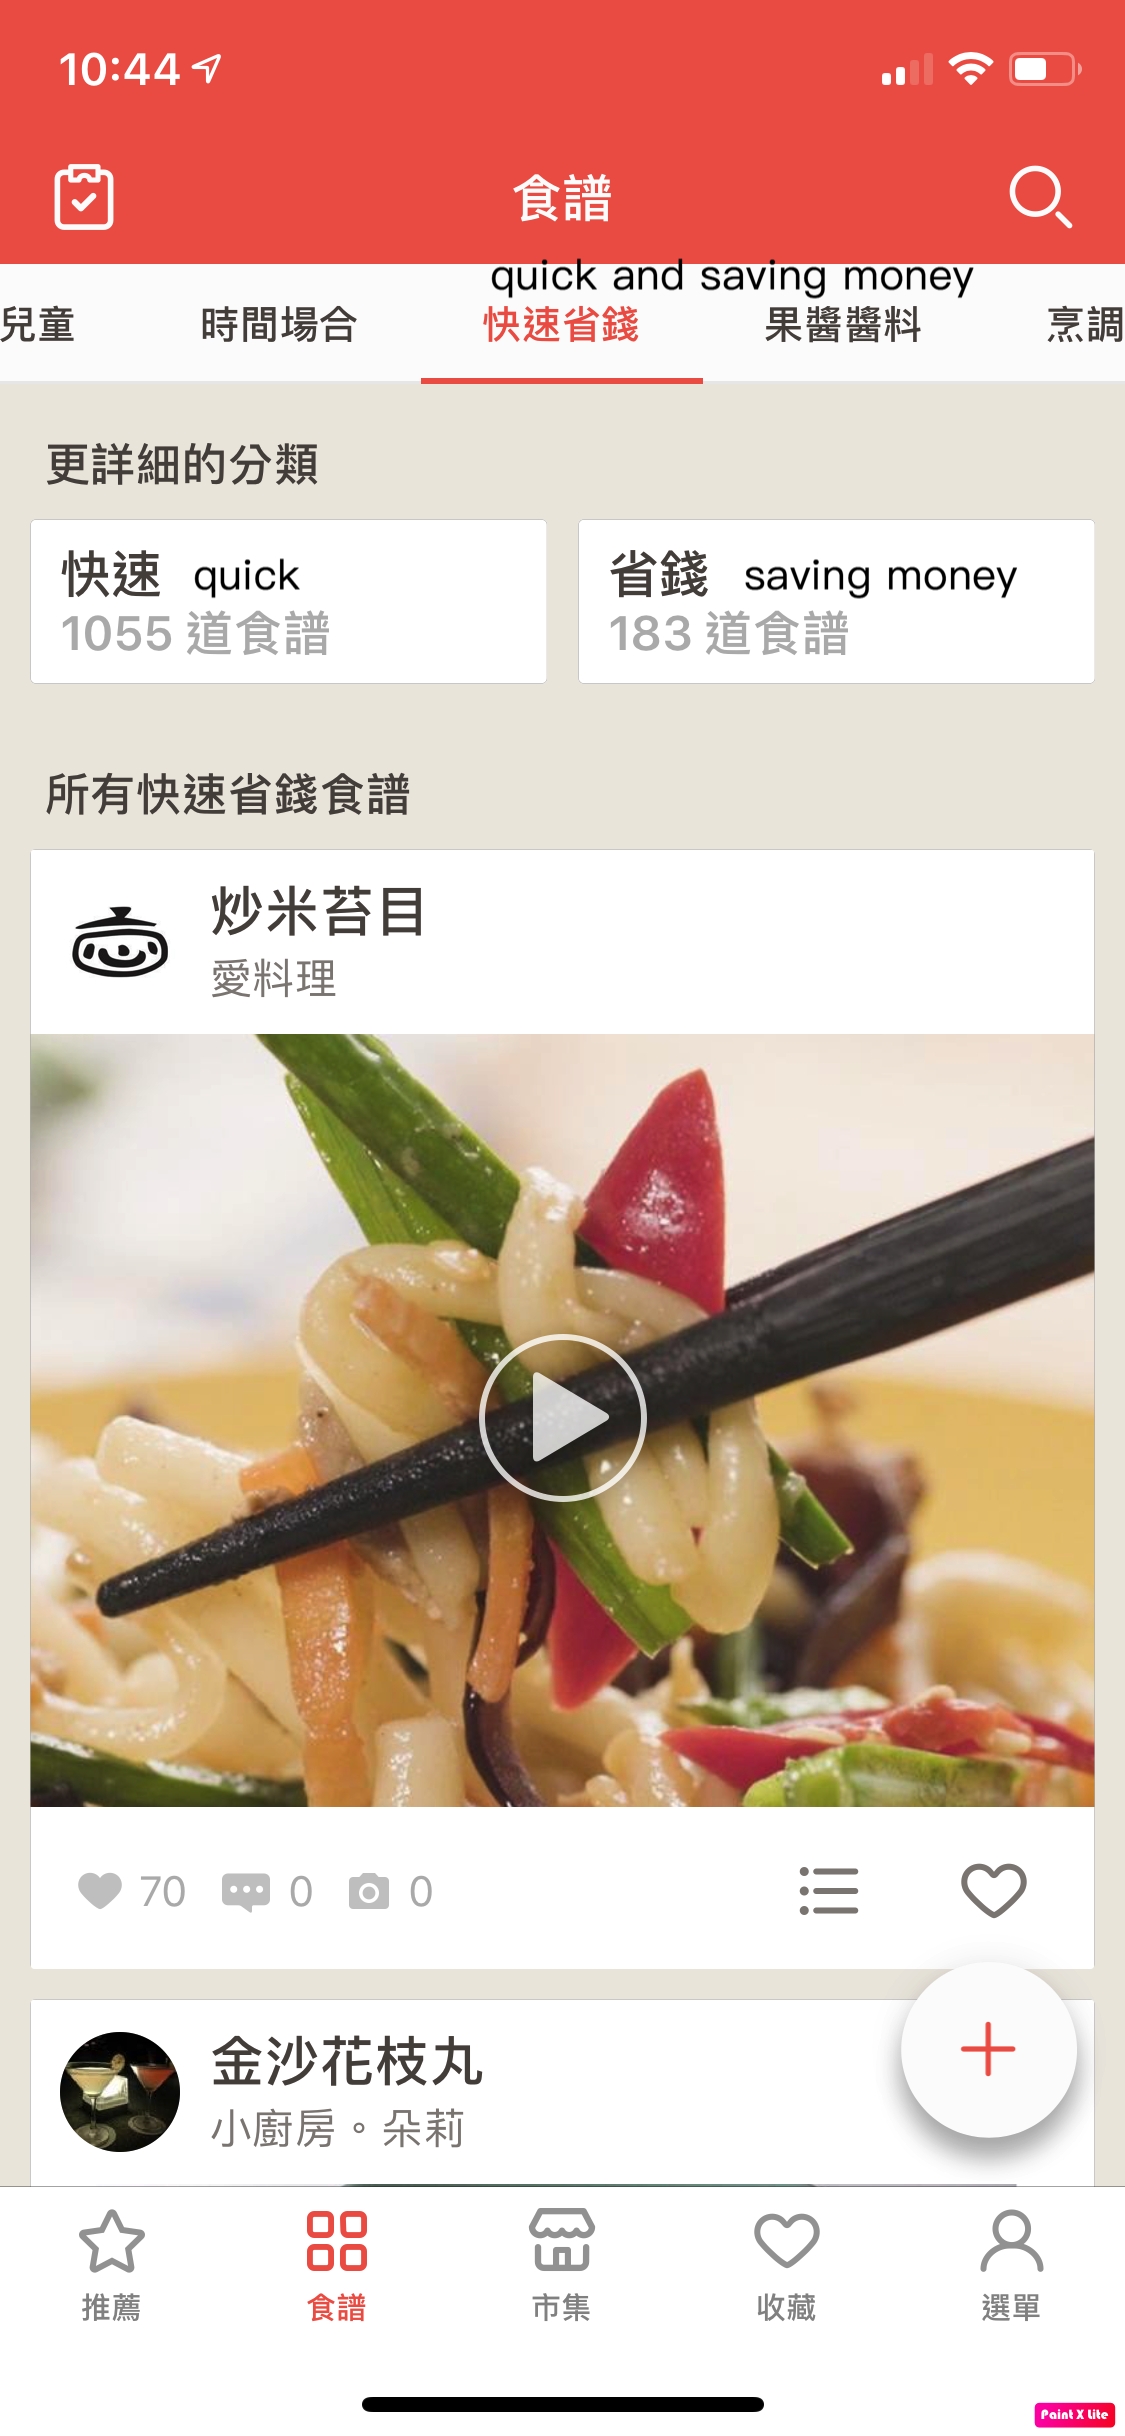 10:44
食譜
quick and saving money
兒童 時間場合 快速省錢 果醬醬料 烹調
更詳細的分類
快速 quick
1055 道食譜
省錢 saving money
183 道食譜
所有快速省錢食譜
炒米苔目
愛料理
70 0 0
金沙花枝丸
小廚房。朵莉
推薦 食譜 市集 收藏 選單
Paint X Lite